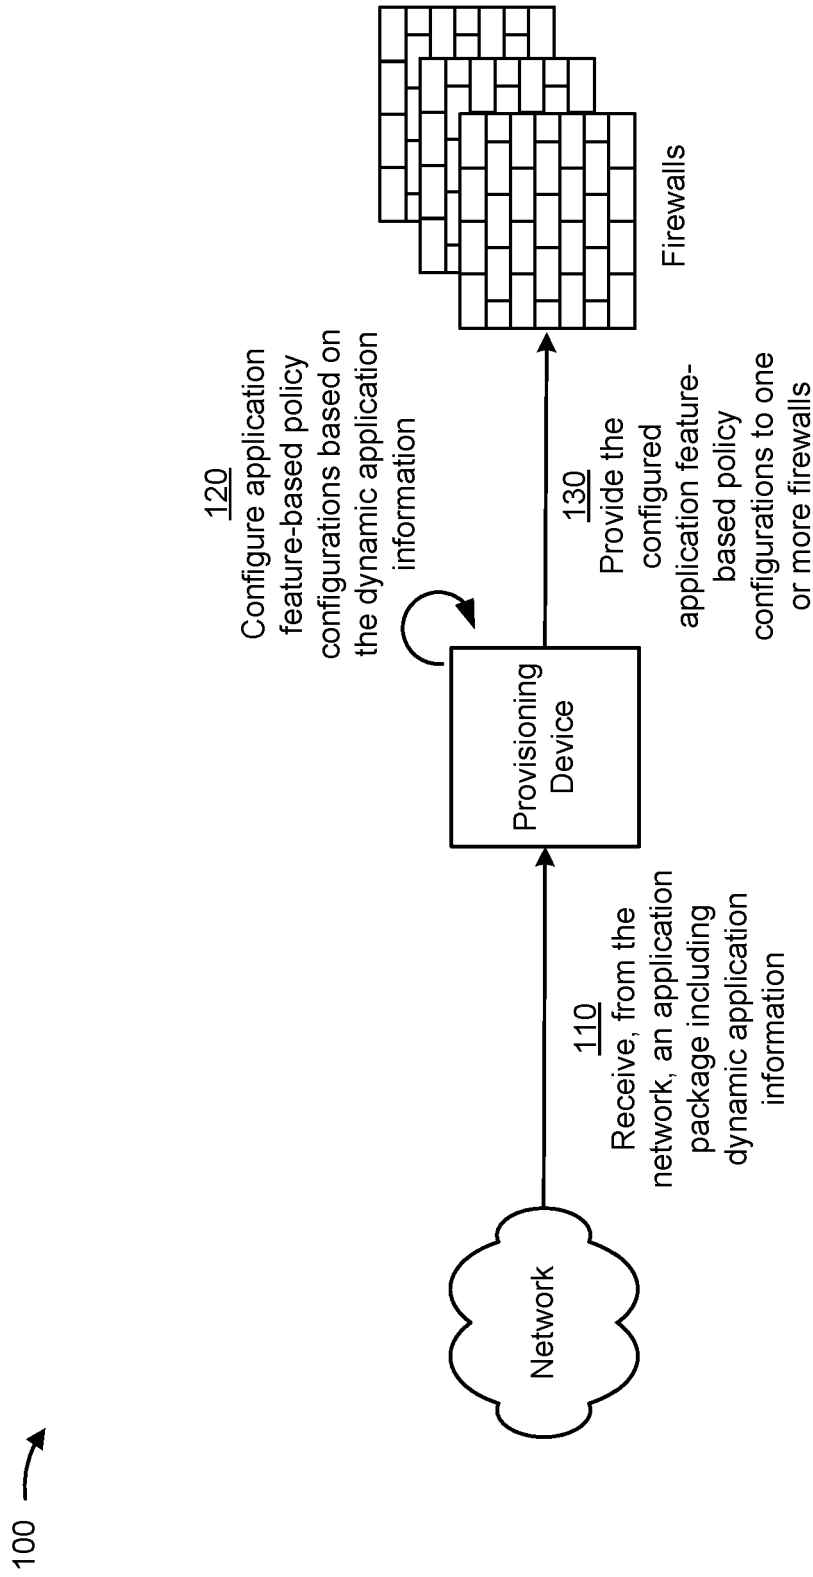 100
120
Configure application
feature-based policy
configurations based on
the dynamic application
information
Network
110
Receive, from the
network, an application
package including
dynamic application
information
Provisioning
Device
130
Provide the
configured
application feature-
based policy
configurations to one
or more firewalls
Firewalls